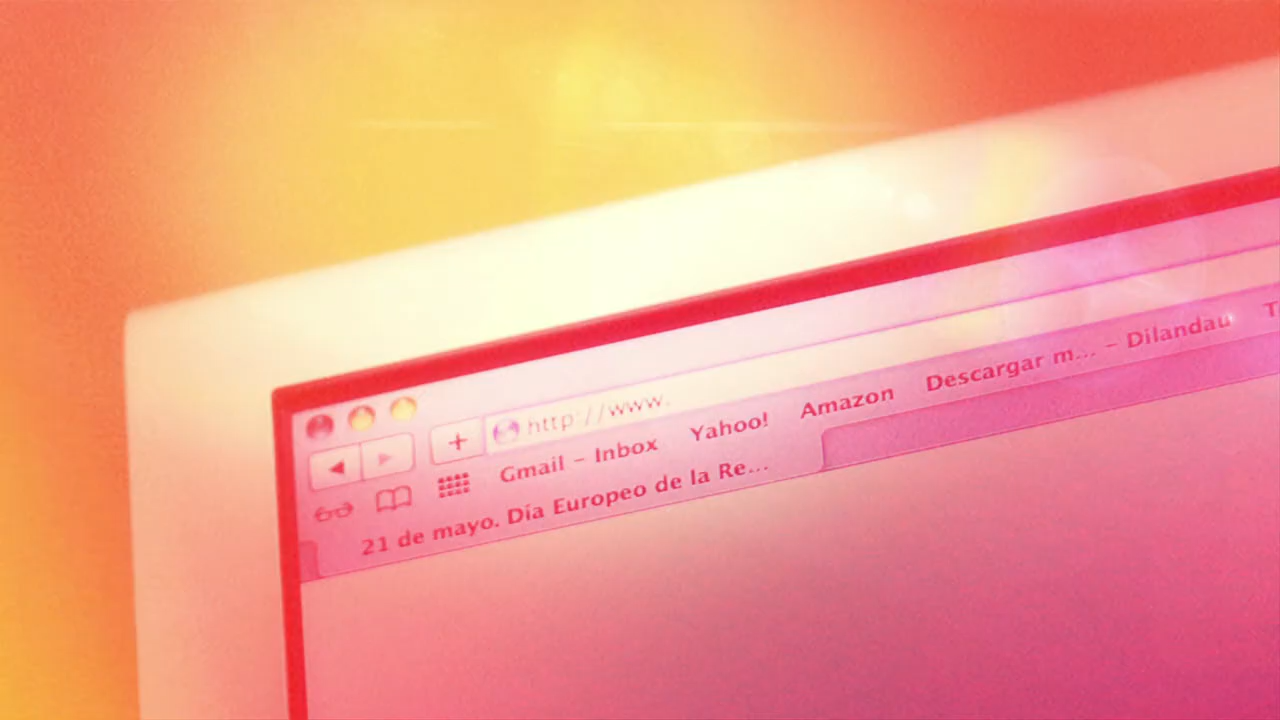 http://www.
Gmail – Inbox Yahoo! Amazon Descargar m... – Dilandau T
21 de mayo. Día Europeo de la Re...